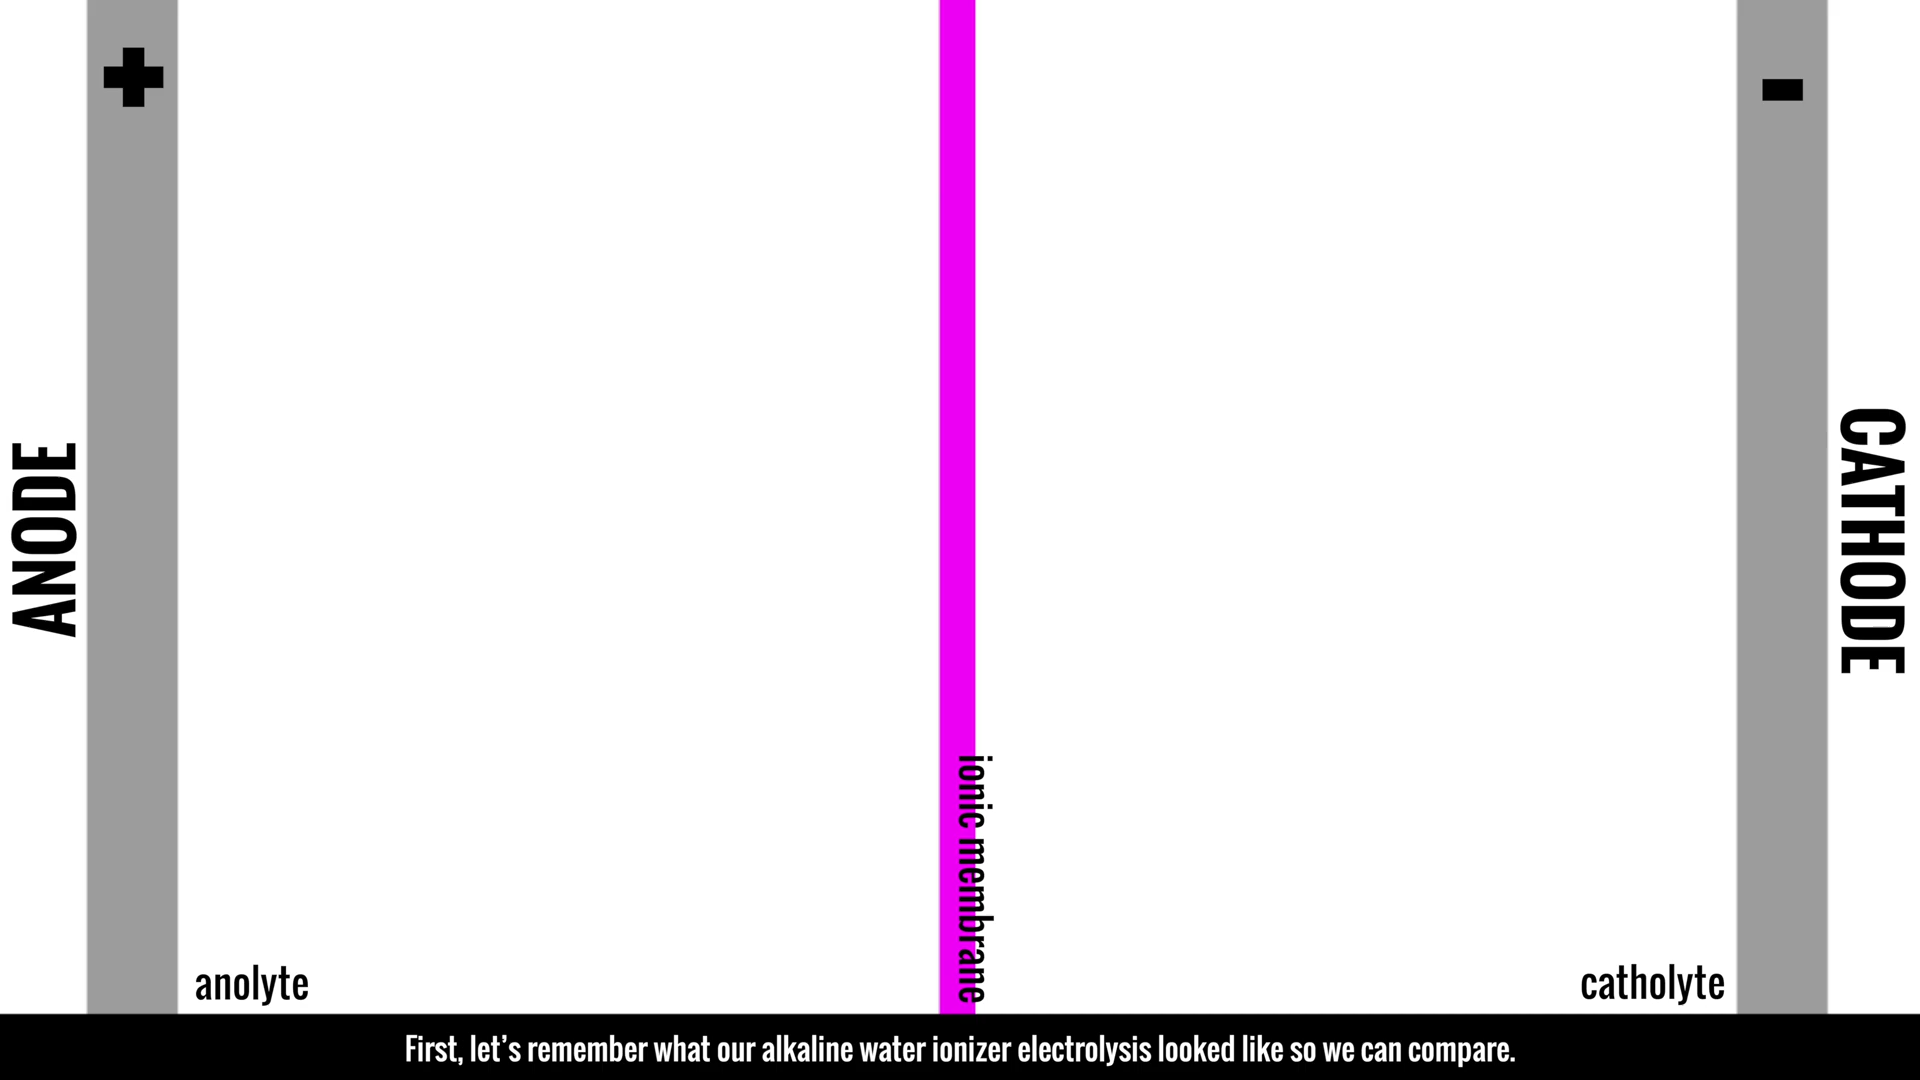 +
-
ANODE
CATHODE
ionic membrane
anolyte
catholyte
First, let’s remember what our alkaline water ionizer electrolysis looked like so we can compare.